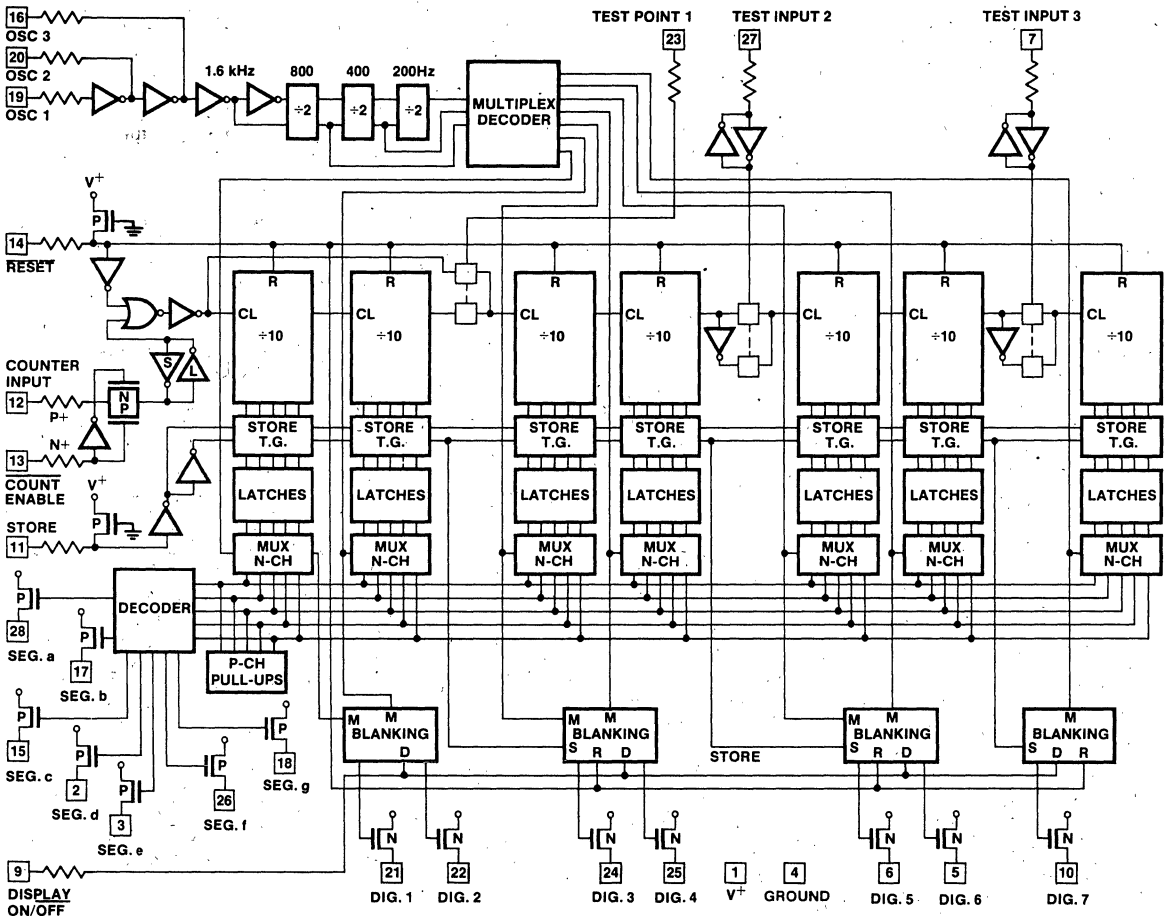 16
OSC 3
20
OSC 2
19
OSC 1
1.6 kHz
800
400
200Hz
÷2
÷2
÷2
MULTIPLEX
DECODER
TEST POINT 1
23
TEST INPUT 2
27
TEST INPUT 3
7
V+
P
14
RESET
R
R
R
R
R
R
R
CL
÷10
CL
÷10
CL
÷10
CL
÷10
CL
÷10
CL
÷10
CL
÷10
S
L
COUNTER
INPUT
12
P+
N
P
N+
13
COUNT
ENABLE
V+
P
STORE
11
STORE
T.G.
STORE
T.G.
STORE
T.G.
STORE
T.G.
STORE
T.G.
STORE
T.G.
STORE
T.G.
LATCHES
LATCHES
LATCHES
LATCHES
LATCHES
LATCHES
LATCHES
MUX
N-CH
MUX
N-CH
MUX
N-CH
MUX
N-CH
MUX
N-CH
MUX
N-CH
MUX
N-CH
DECODER
P-CH
PULL-UPS
P
28
SEG. a
P
17
SEG. b
P
15
SEG. c
P
2
SEG. d
P
3
SEG. e
P
26
SEG. f
P
18
SEG. g
M M
BLANKING
D
M M
BLANKING
S R D
STORE
M M
BLANKING
S R D
M
BLANKING
S D R
9
DISPLAY
ON/OFF
N
21
DIG. 1
N
22
DIG. 2
N
24
DIG. 3
N
25
DIG. 4
1
V+
4
GROUND
N
6
DIG. 5
N
5
DIG. 6
N
10
DIG. 7